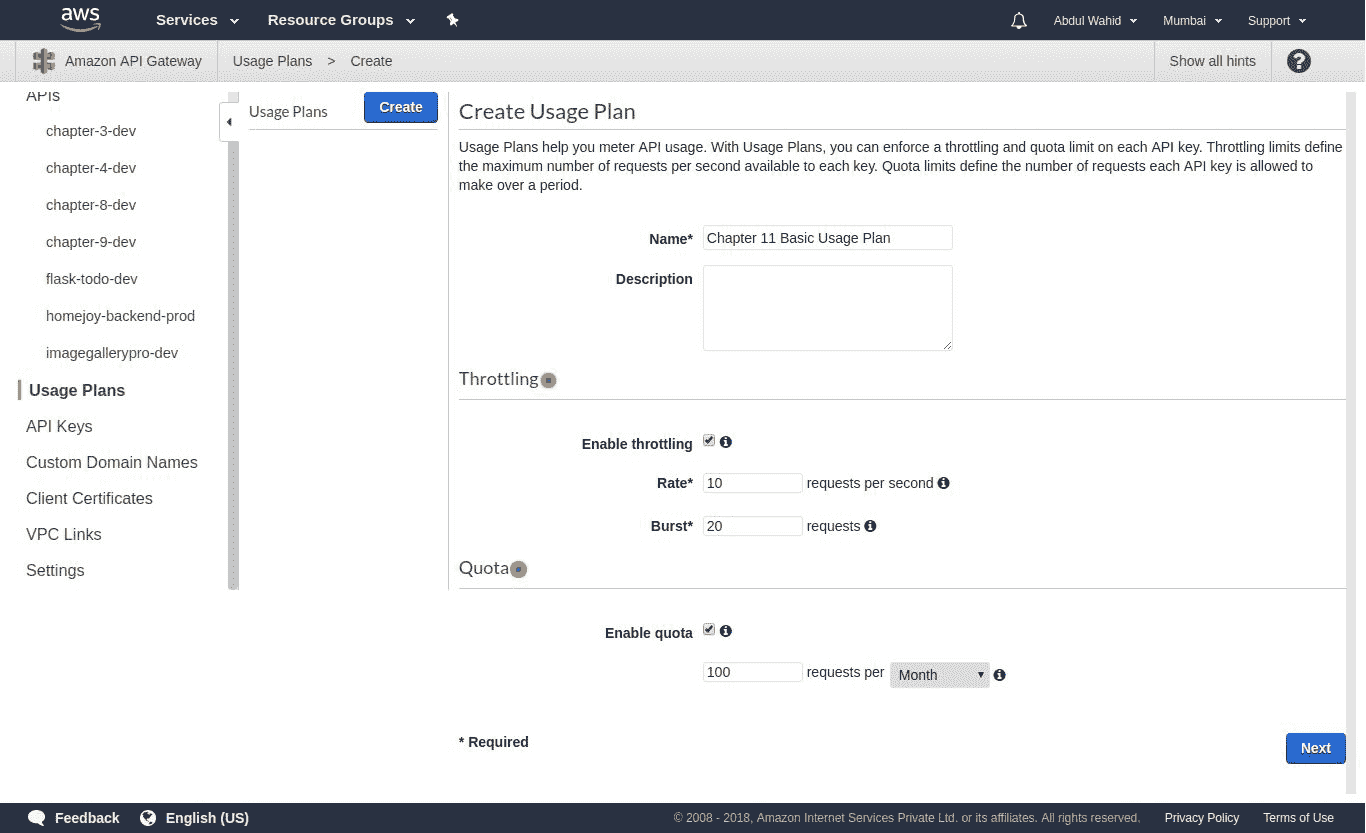 aws Services Resource Groups Abdul Wahid Mumbai Support
Amazon API Gateway Usage Plans > Create Show all hints ?
APIs
chapter-3-dev
chapter-4-dev
chapter-8-dev
chapter-9-dev
flask-todo-dev
homejoy-backend-prod
imagegallerypro-dev
Usage Plans
API Keys
Custom Domain Names
Client Certificates
VPC Links
Settings
Usage Plans Create
Create Usage Plan
Usage Plans help you meter API usage. With Usage Plans, you can enforce a throttling and quota limit on each API key. Throttling limits define
the maximum number of requests per second available to each key. Quota limits define the number of requests each API key is allowed to
make over a period.
Name* Chapter 11 Basic Usage Plan
Description
Throttling
Enable throttling
Rate* 10 requests per second
Burst* 20 requests
Quota
Enable quota
100 requests per Month
* Required
Next
Feedback English (US) © 2008 - 2018, Amazon Internet Services Private Ltd. or its affiliates. All rights reserved. Privacy Policy Terms of Use